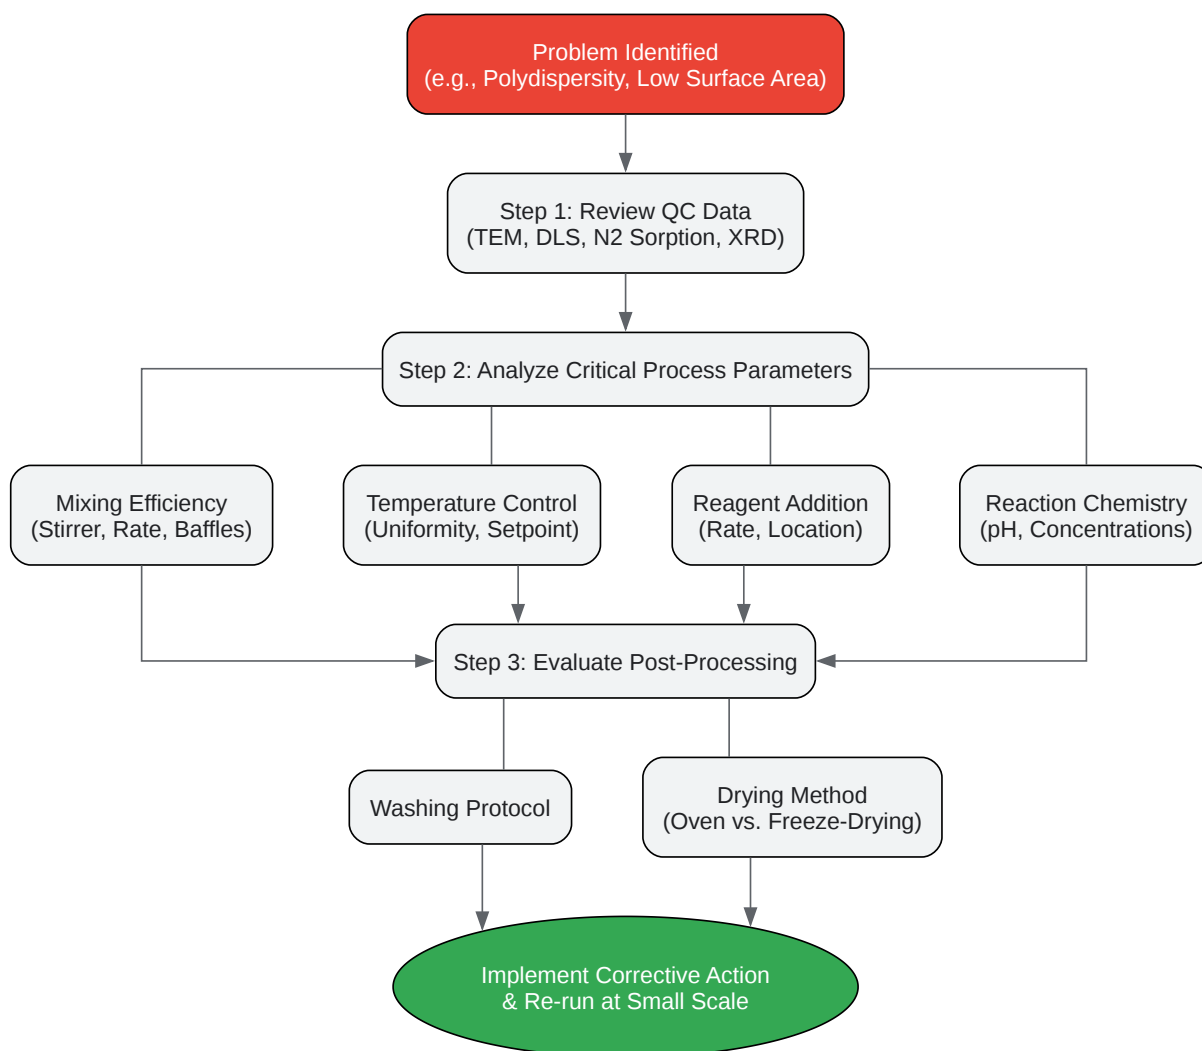 Problem Identified
(e.g., Polydispersity, Low Surface Area)
Step 1: Review QC Data
(TEM, DLS, N2 Sorption, XRD)
Step 2: Analyze Critical Process Parameters
Mixing Efficiency
(Stirrer, Rate, Baffles)
Temperature Control
(Uniformity, Setpoint)
Reagent Addition
(Rate, Location)
Reaction Chemistry
(pH, Concentrations)
Step 3: Evaluate Post-Processing
Washing Protocol
Drying Method
(Oven vs. Freeze-Drying)
Implement Corrective Action
& Re-run at Small Scale